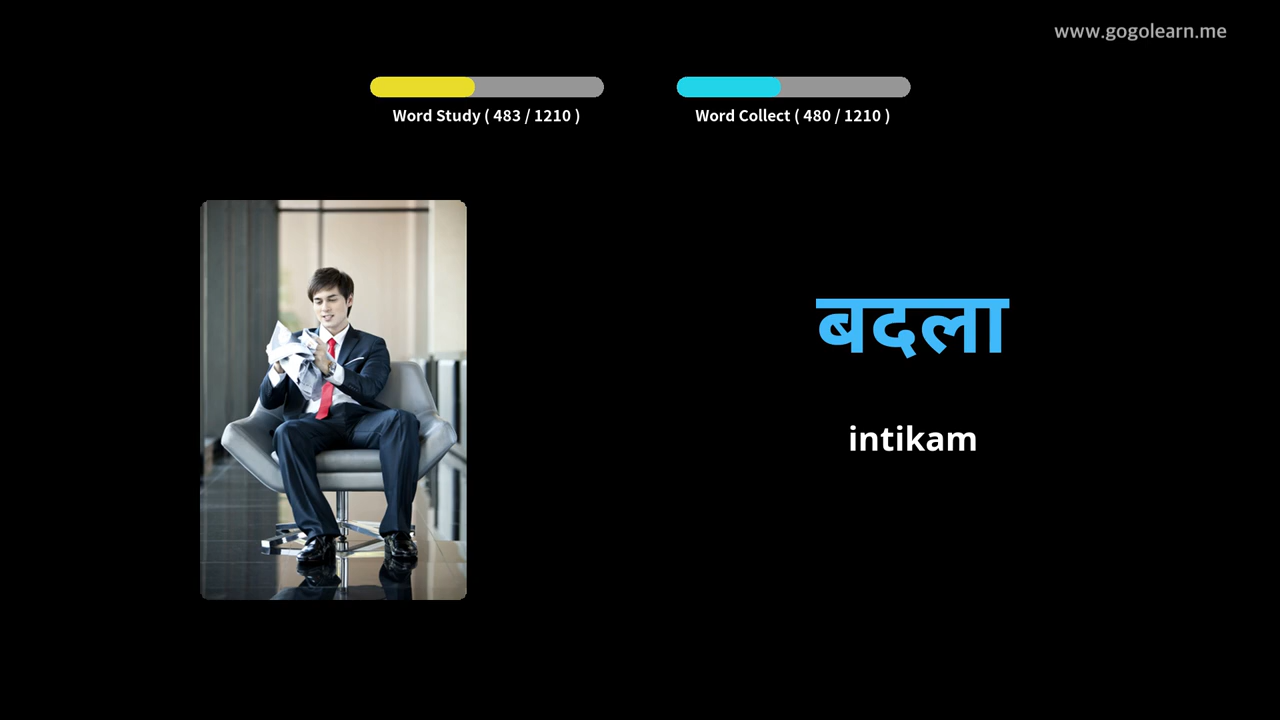 www.gogolearn.me
Word Study ( 483 / 1210 )
Word Collect ( 480 / 1210 )
बदला
intikam